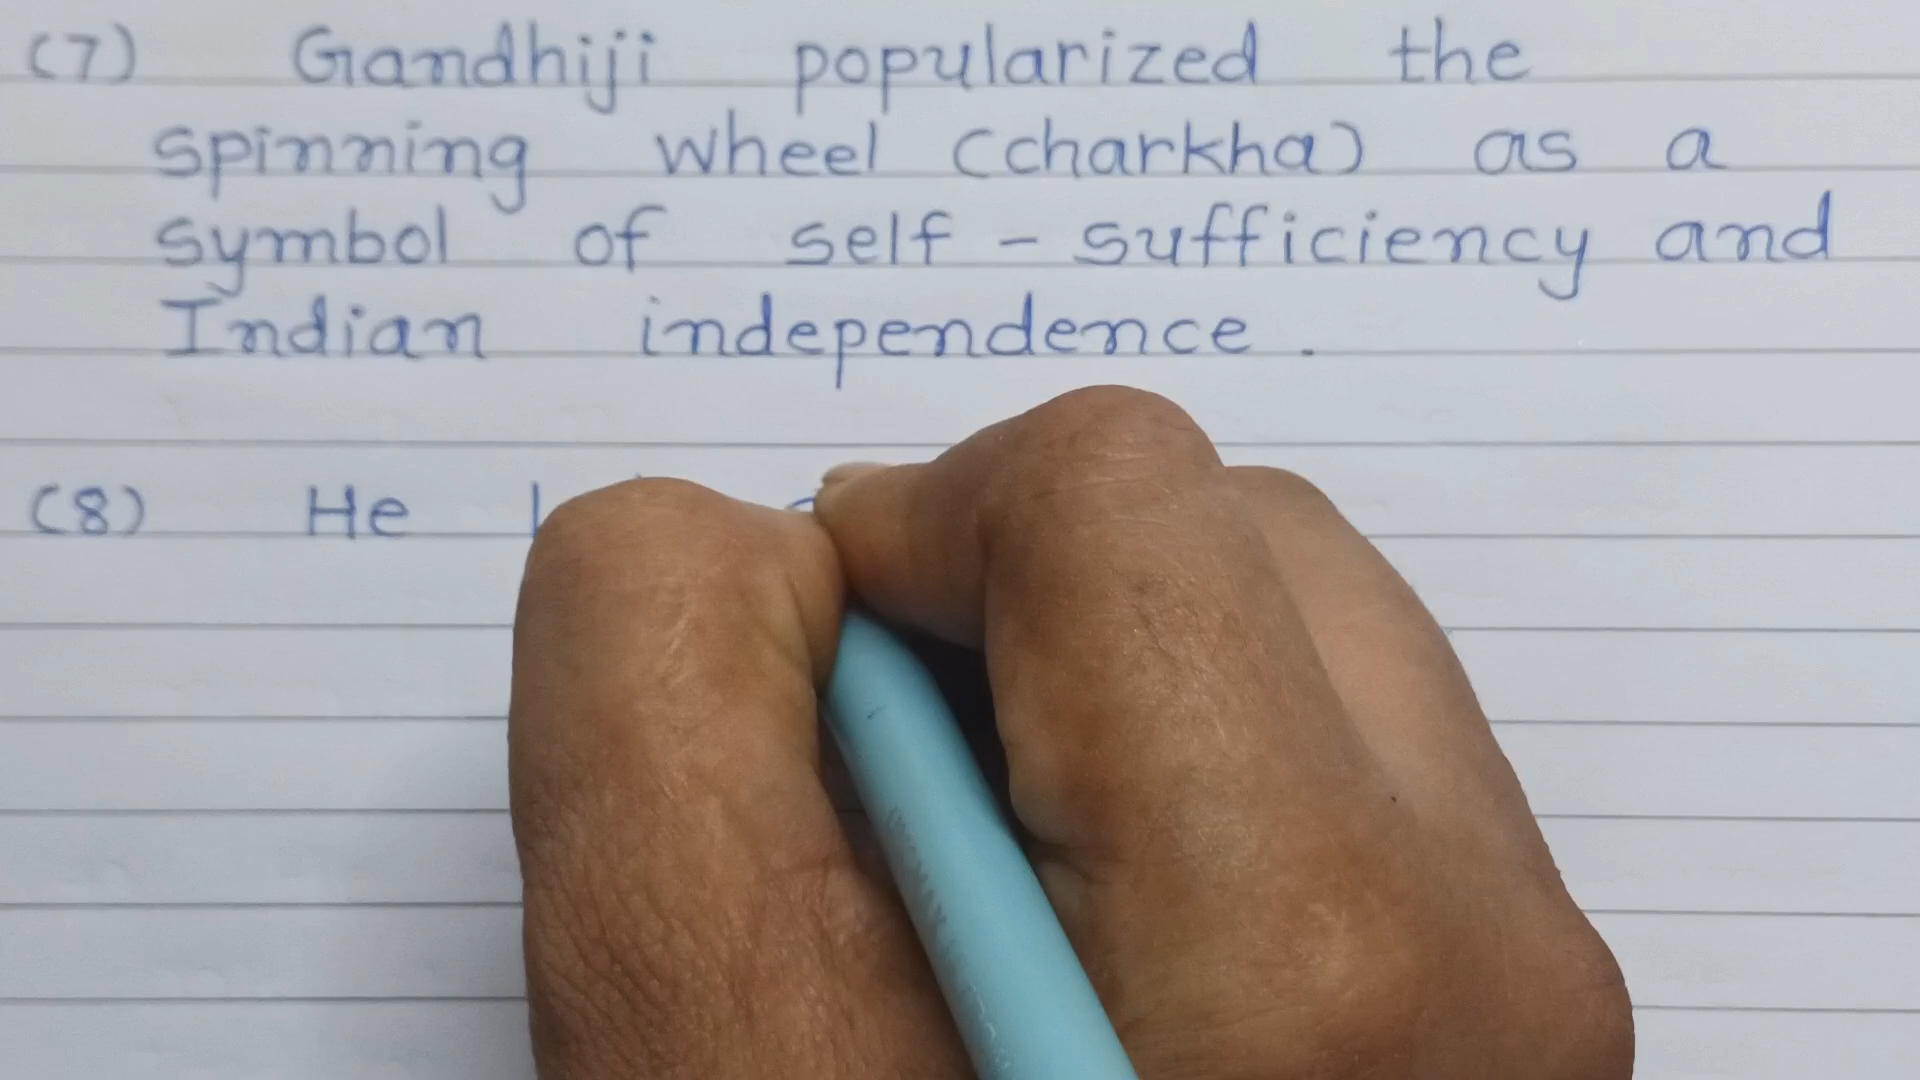 (7) Gandhiji popularized the
spinning wheel (charkha) as a
symbol of self - sufficiency and
Indian independence.
(8) He